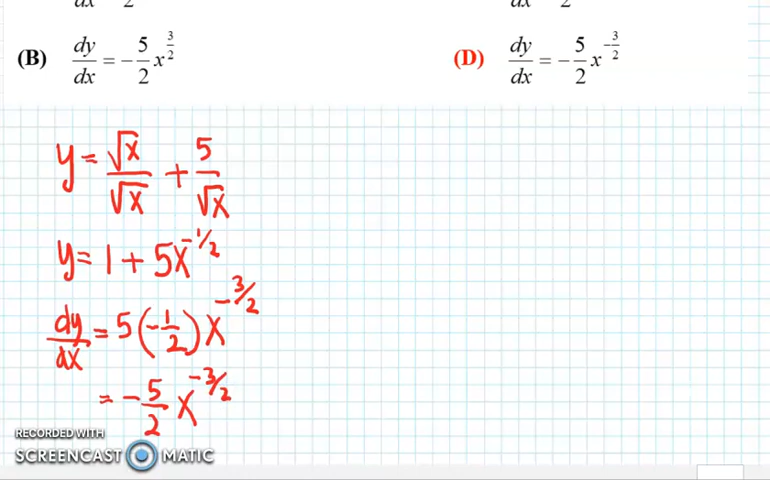 (B) dy/dx = -5/2 x^(3/2)
(D) dy/dx = -5/2 x^(-3/2)
y = √x/√x + 5/√x
y = 1 + 5x^(-1/2)
dy/dx = 5(-1/2)x^(-3/2)
= -5/2 x^(-3/2)
RECORDED WITH
SCREENCAST MATIC